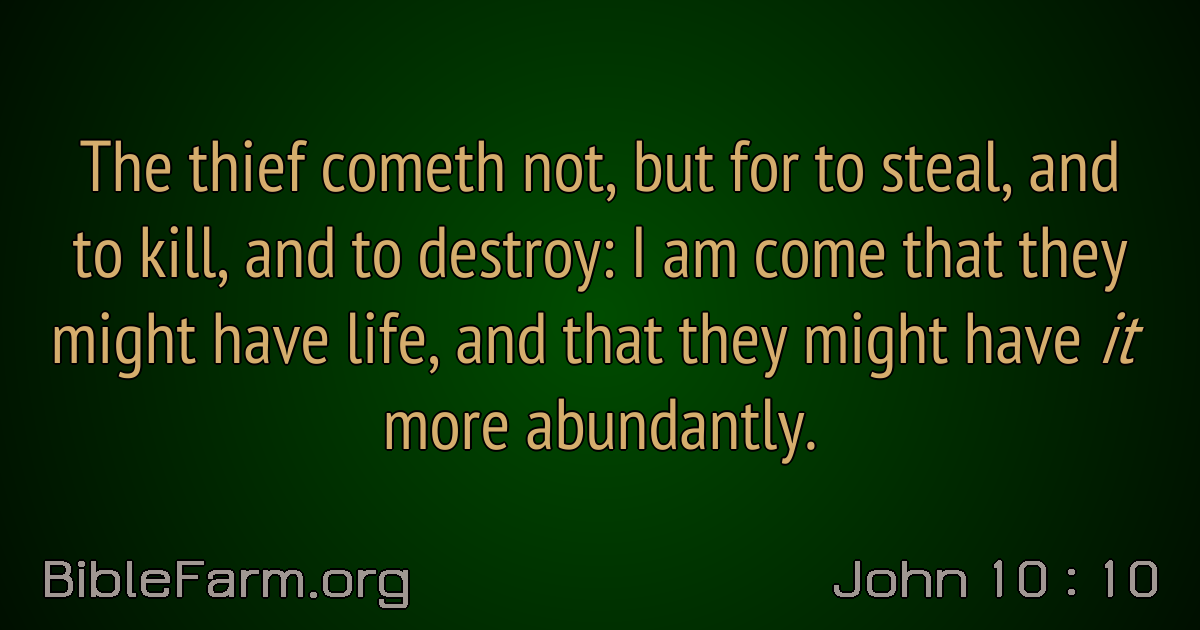 The thief cometh not, but for to steal, and
to kill, and to destroy: I am come that they
might have life, and that they might have it
more abundantly.
BibleFarm.org
John 10 : 10